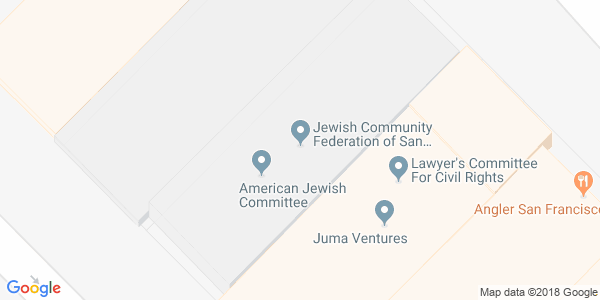 Jewish Community
Federation of San...
American Jewish
Committee
Lawyer's Committee
For Civil Rights
Angler San Francisco
Juma Ventures
Google
Map data ©2018 Google